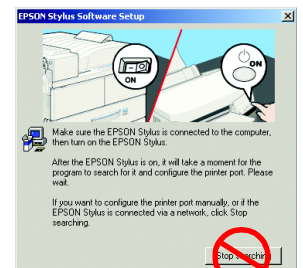 EPSON Stylus Software Setup
ON
ON
Make sure the EPSON Stylus is connected to the computer,
then turn on the EPSON Stylus.
After the EPSON Stylus is on, it will take a moment for the
program to search for it and configure the printer port. Please
wait.
If you want to configure the printer port manually, or if the
EPSON Stylus is connected via a network, click Stop
searching.
Stop searching